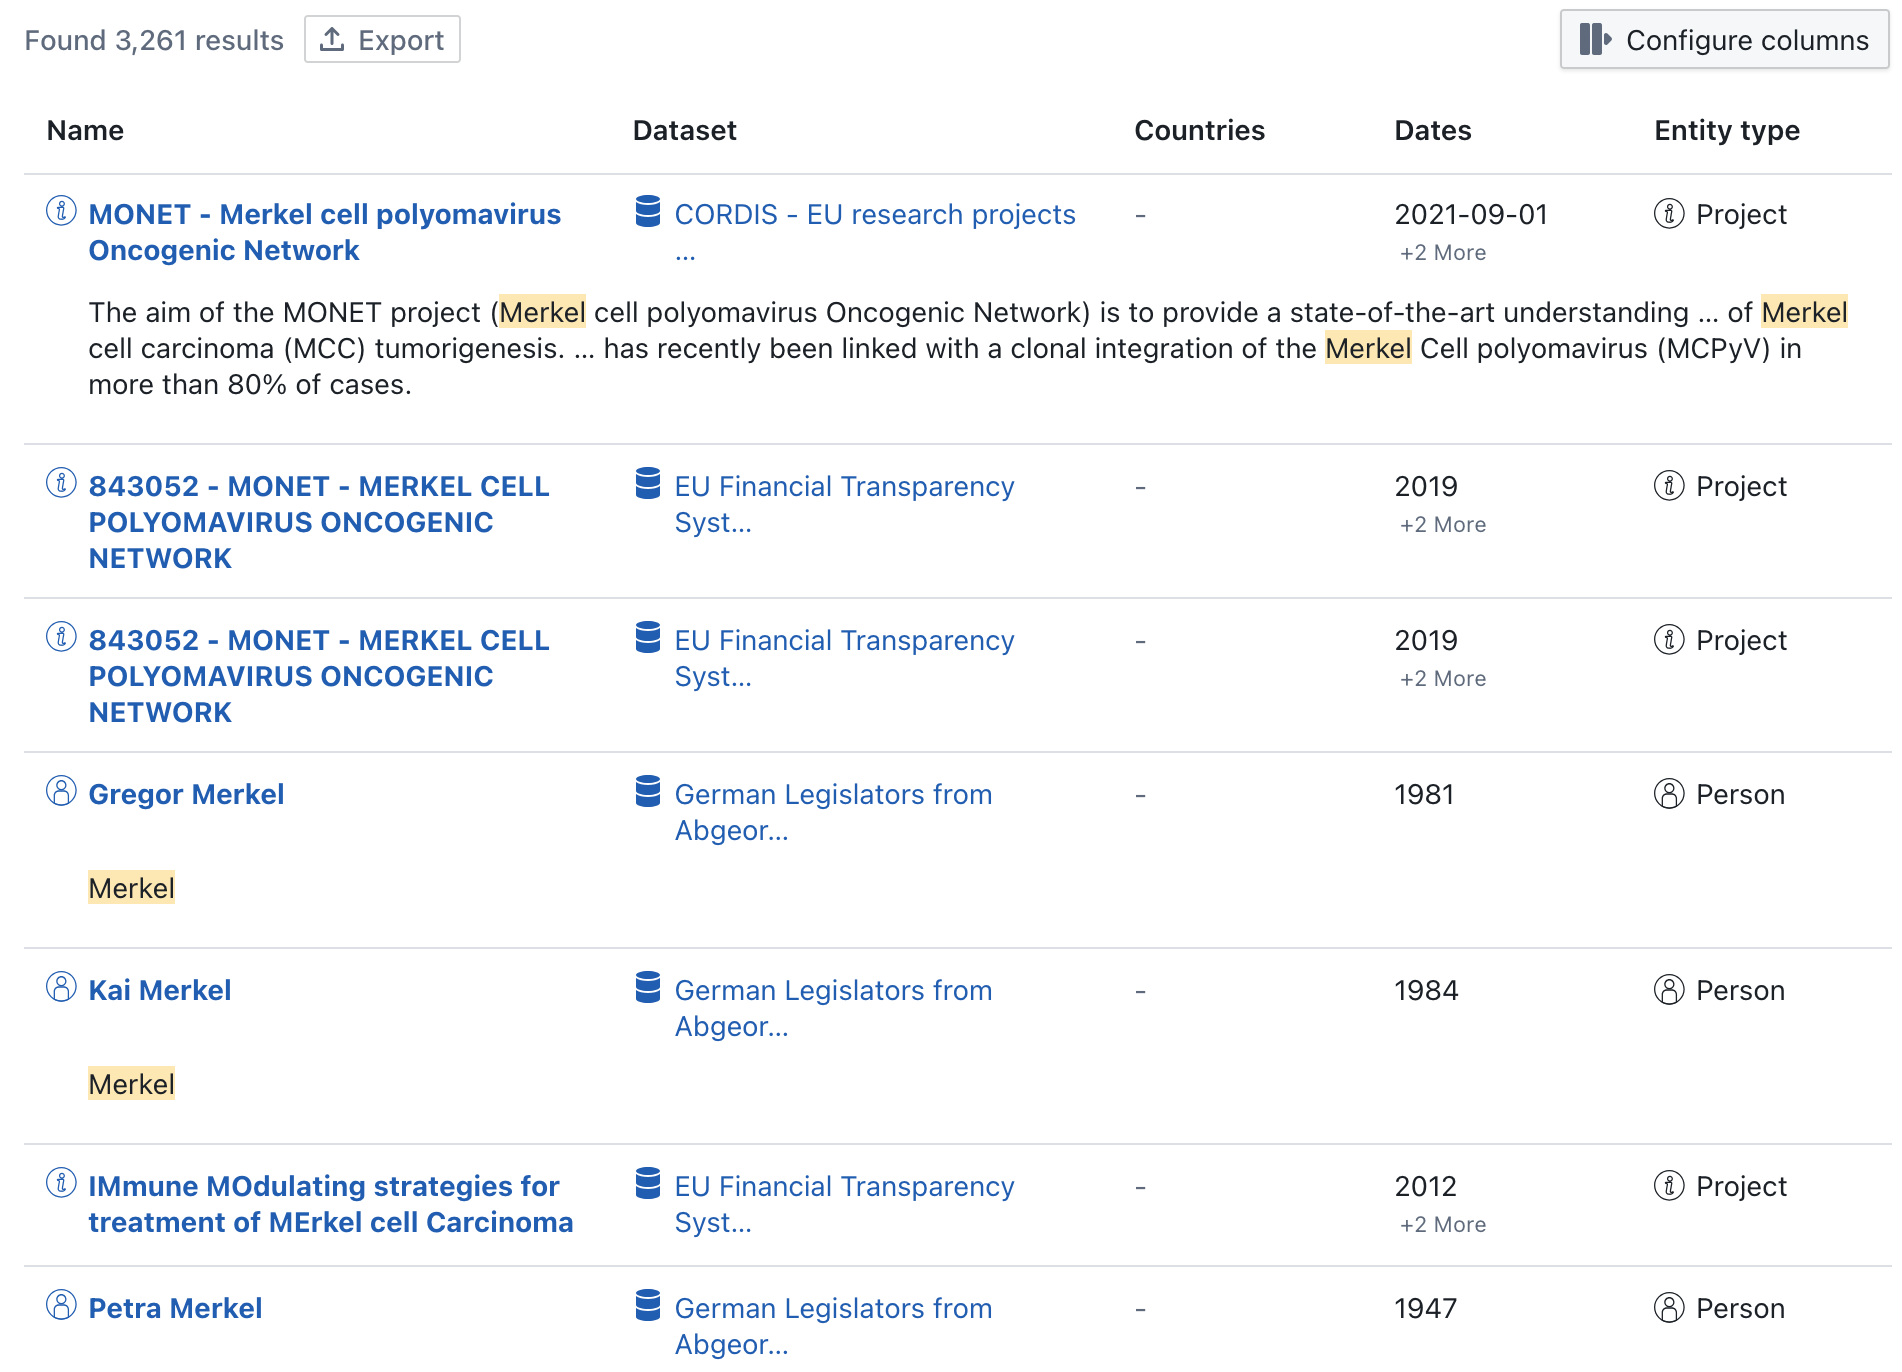 Found 3,261 results
Export
Configure columns
Name
Dataset
Countries
Dates
Entity type
MONET - Merkel cell polyomavirus
Oncogenic Network
CORDIS - EU research projects
...
-
2021-09-01
+2 More
Project
The aim of the MONET project (Merkel cell polyomavirus Oncogenic Network) is to provide a state-of-the-art understanding ... of Merkel
cell carcinoma (MCC) tumorigenesis. ... has recently been linked with a clonal integration of the Merkel Cell polyomavirus (MCPyV) in
more than 80% of cases.
843052 - MONET - MERKEL CELL
POLYOMAVIRUS ONCOGENIC
NETWORK
EU Financial Transparency
Syst...
-
2019
+2 More
Project
843052 - MONET - MERKEL CELL
POLYOMAVIRUS ONCOGENIC
NETWORK
EU Financial Transparency
Syst...
-
2019
+2 More
Project
Gregor Merkel
German Legislators from
Abgeor...
-
1981
Person
Merkel
Kai Merkel
German Legislators from
Abgeor...
-
1984
Person
Merkel
IMmune MOdulating strategies for
treatment of MErkel cell Carcinoma
EU Financial Transparency
Syst...
-
2012
+2 More
Project
Petra Merkel
German Legislators from
Abgeor...
-
1947
Person